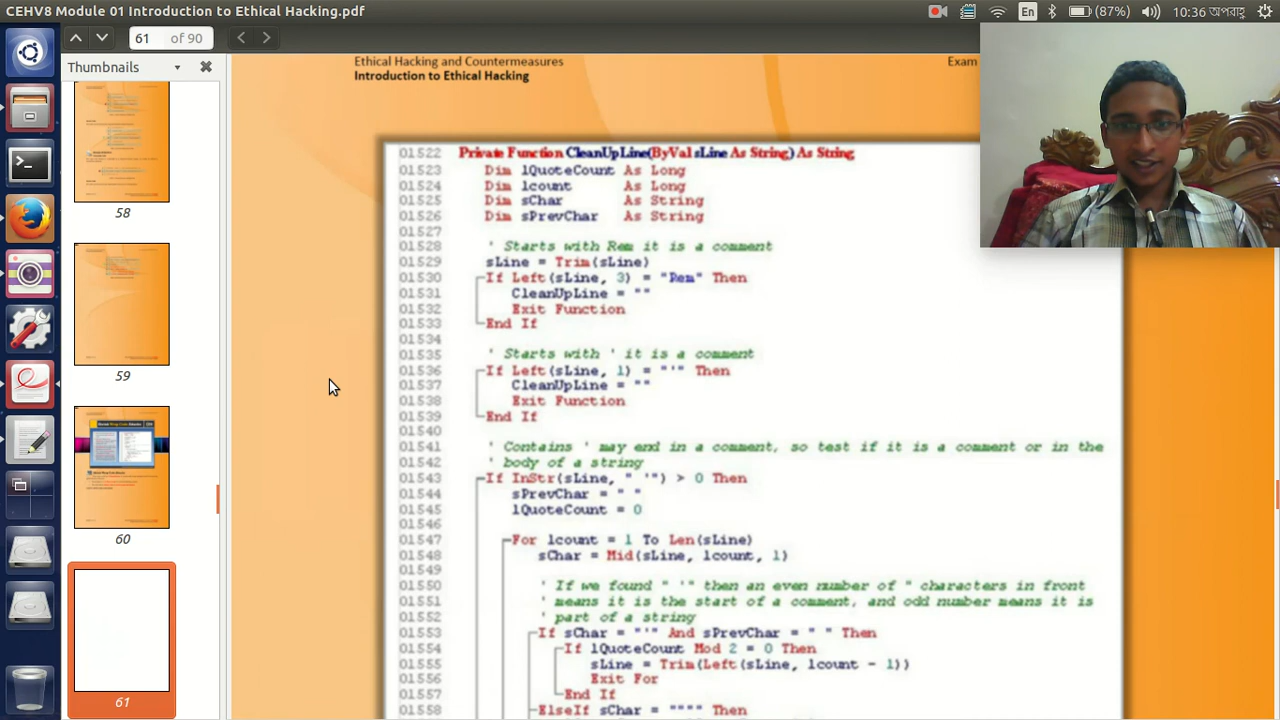 CEHV8 Module 01 Introduction to Ethical Hacking.pdf
En
(87%)
10:36 অপরাহ্ণ
61 of 90
Thumbnails
58
59
60
61
Ethical Hacking and Countermeasures
Exam
Introduction to Ethical Hacking
01522 Private Function CleanUpLine(ByVal sLine As String) As String
01523 Dim lQuoteCount As Long
01524 Dim lcount As Long
01525 Dim sChar As String
01526 Dim sPrevChar As String
01527
01528 ' Starts with Rem it is a comment
01529 sLine = Trim(sLine)
01530 If Left(sLine, 3) = "Rem" Then
01531 CleanUpLine = ""
01532 Exit Function
01533 End If
01534
01535 ' Starts with ' it is a comment
01536 If Left(sLine, 1) = "'" Then
01537 CleanUpLine = ""
01538 Exit Function
01539 End If
01540
01541 ' Contains ' may end in a comment, so test if it is a comment or in the
01542 ' body of a string
01543 If InStr(sLine, " '") > 0 Then
01544 sPrevChar = " "
01545 lQuoteCount = 0
01546
01547 For lcount = 1 To Len(sLine)
01548 sChar = Mid(sLine, lcount, 1)
01549
01550 ' If we found " '" then an even number of " characters in front
01551 ' means it is the start of a comment, and odd number means it is
01552 ' part of a string
01553 If sChar = "'" And sPrevChar = " " Then
01554 If lQuoteCount Mod 2 = 0 Then
01555 sLine = Trim(Left(sLine, lcount - 1))
01556 Exit For
01557 End If
01558 ElseIf sChar = """" Then